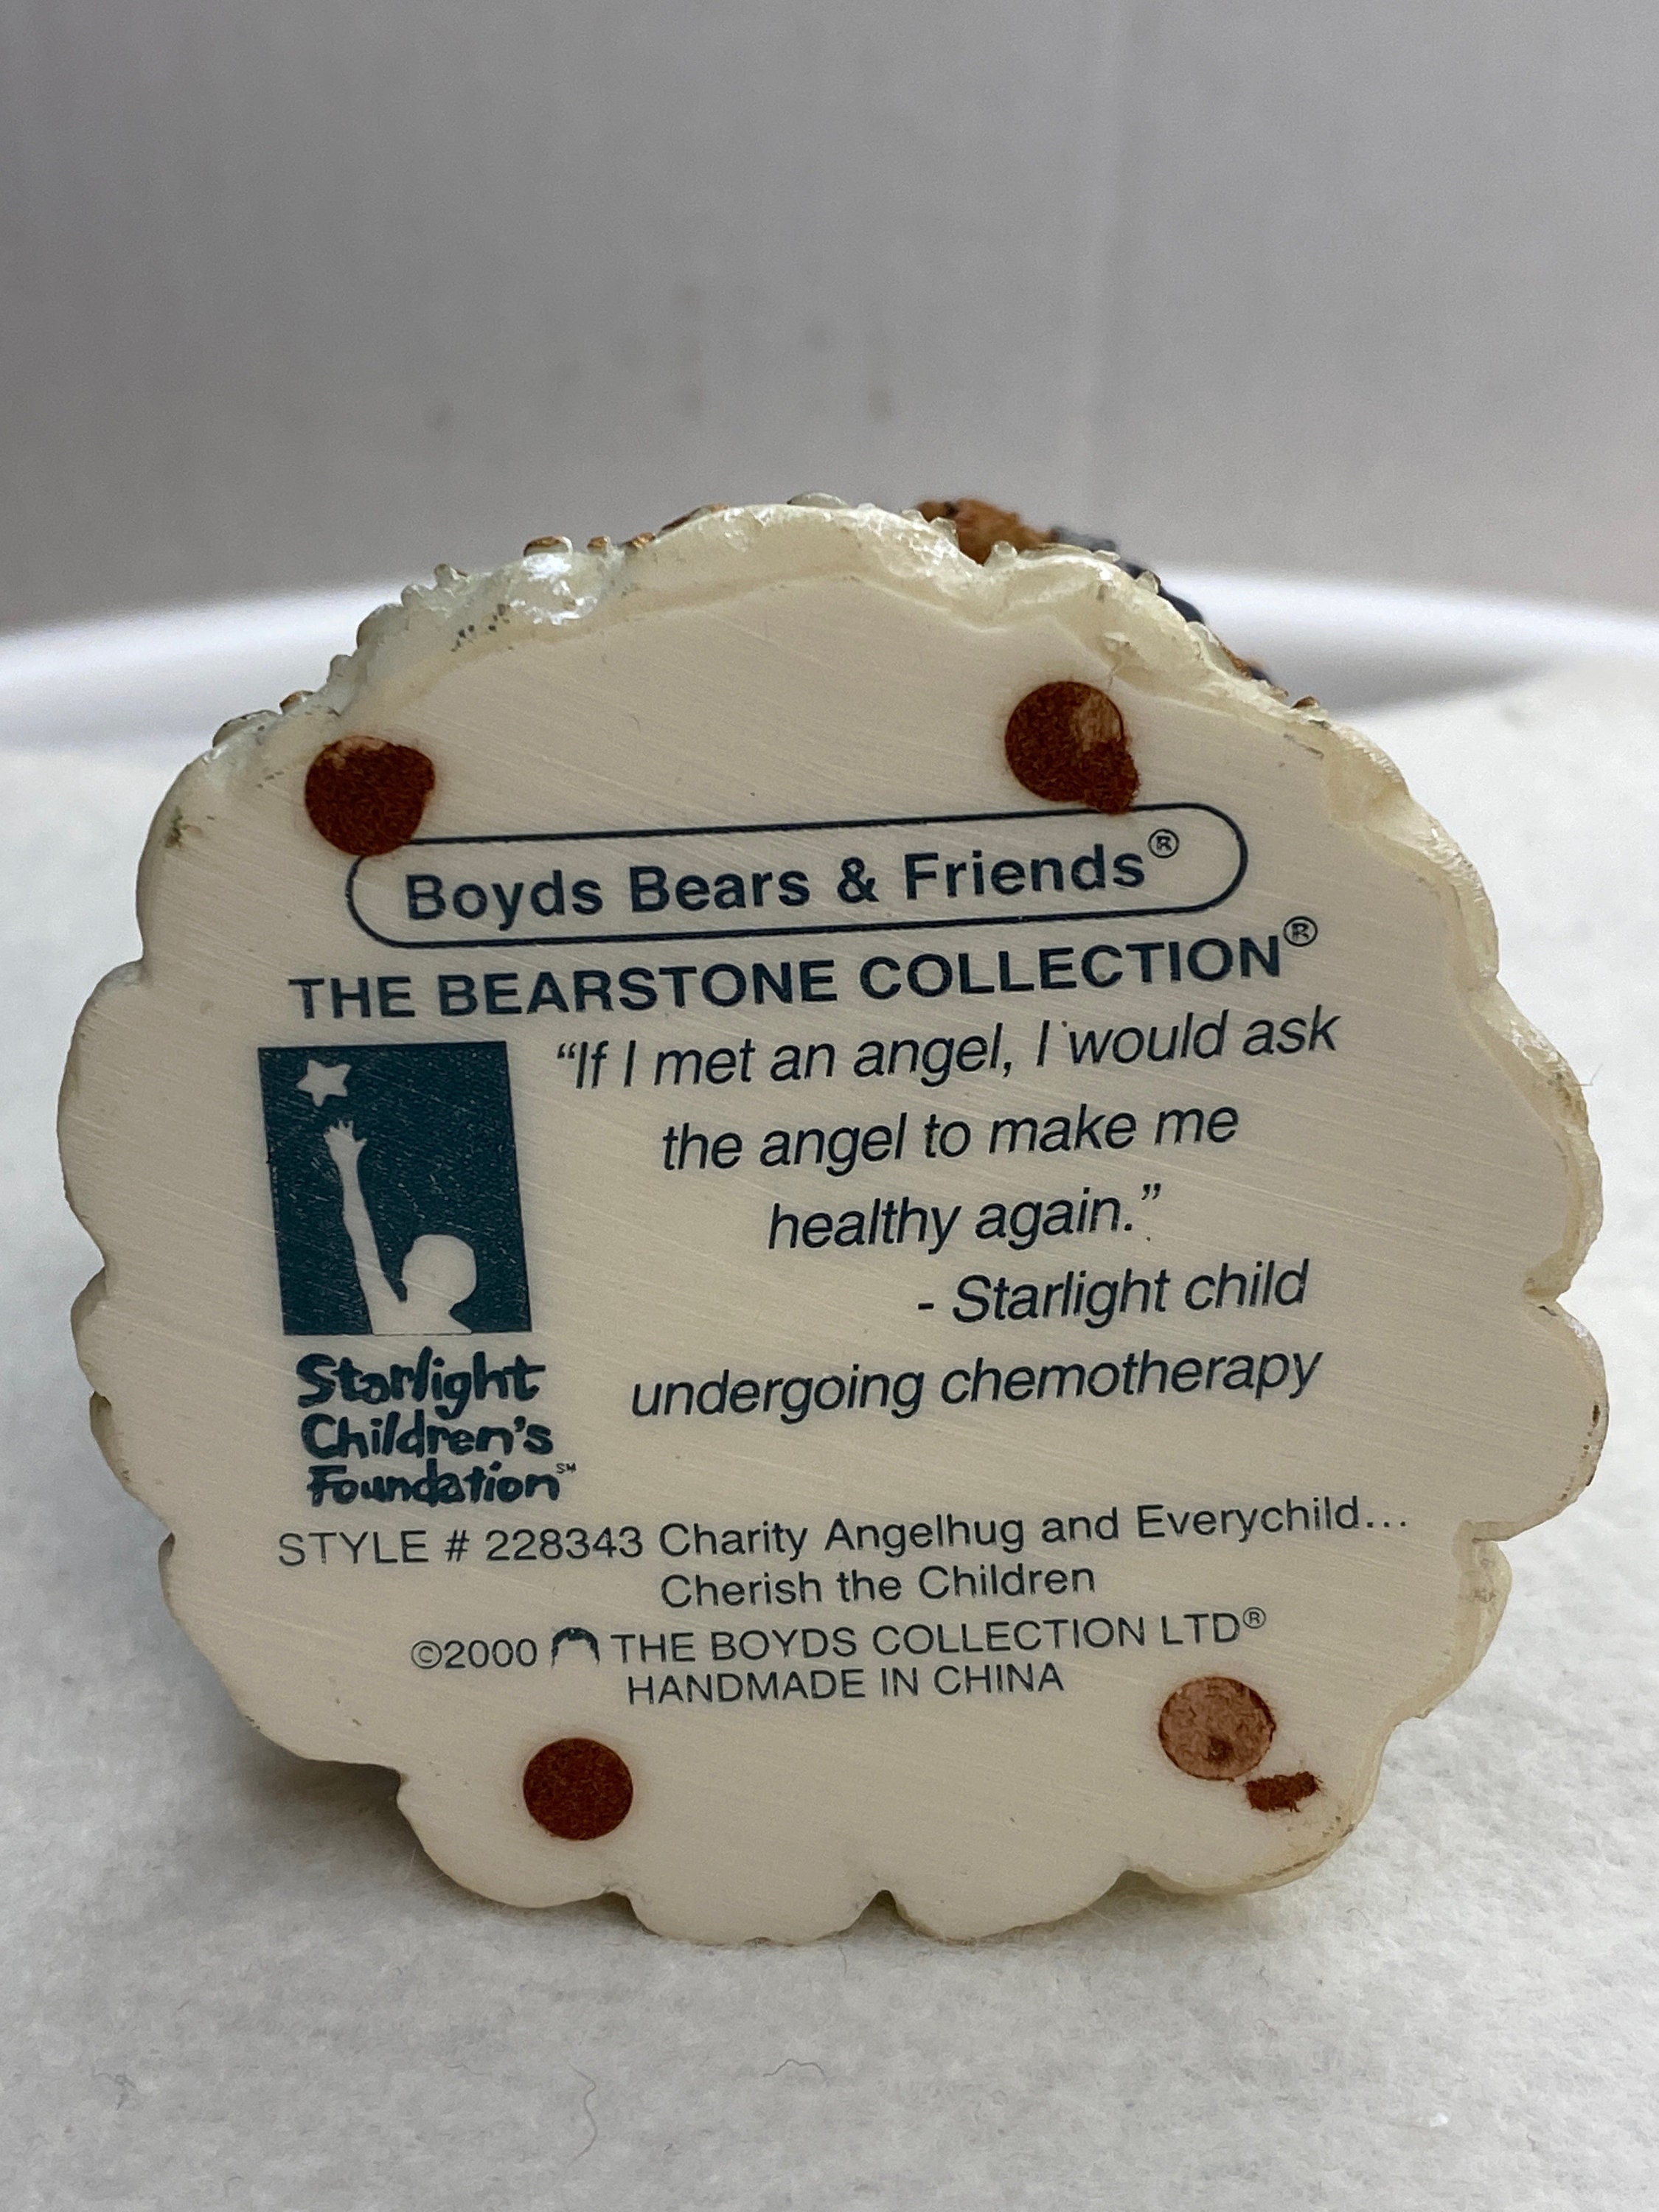 Boyds Bears & Friends®
THE BEARSTONE COLLECTION®
“If I met an angel, I would ask
the angel to make me
healthy again.”
- Starlight child
undergoing chemotherapy
Starlight
Children's
Foundation℠
STYLE # 228343 Charity Angelhug and Everychild...
Cherish the Children
©2000 THE BOYDS COLLECTION LTD®
HANDMADE IN CHINA